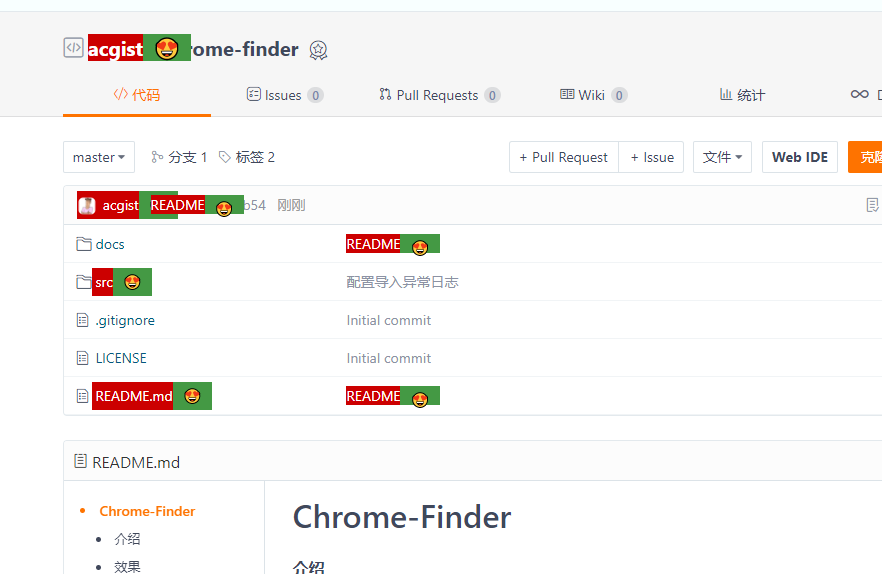 acgist 😍rome-finder
代码 Issues 0 Pull Requests 0 Wiki 0 统计
master 分支 1 标签 2 + Pull Request + Issue 文件 Web IDE
acgist README 😍b54 刚刚
docs README 😍
src 😍 配置导入异常日志
.gitignore Initial commit
LICENSE Initial commit
README.md 😍 README 😍
README.md
Chrome-Finder
介绍
效果
Chrome-Finder
介绍